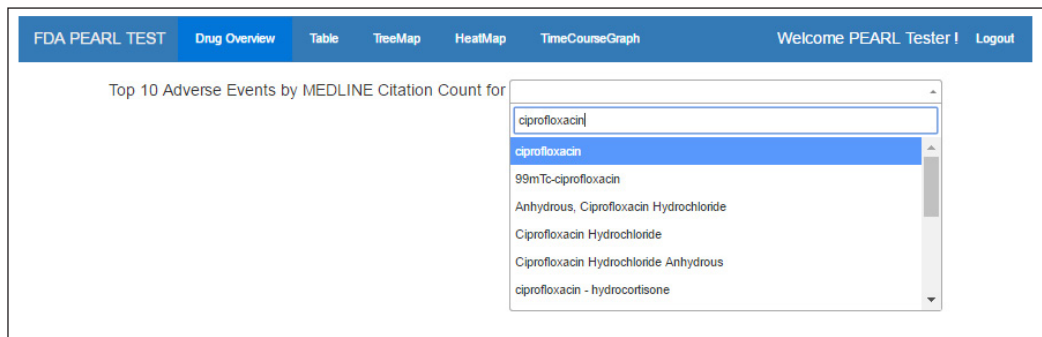 FDA PEARL TEST Drug Overview Table TreeMap HeatMap TimeCourseGraph Welcome PEARL Tester ! Logout
Top 10 Adverse Events by MEDLINE Citation Count for
ciprofloxacin
ciprofloxacin
99mTc-ciprofloxacin
Anhydrous, Ciprofloxacin Hydrochloride
Ciprofloxacin Hydrochloride
Ciprofloxacin Hydrochloride Anhydrous
ciprofloxacin - hydrocortisone